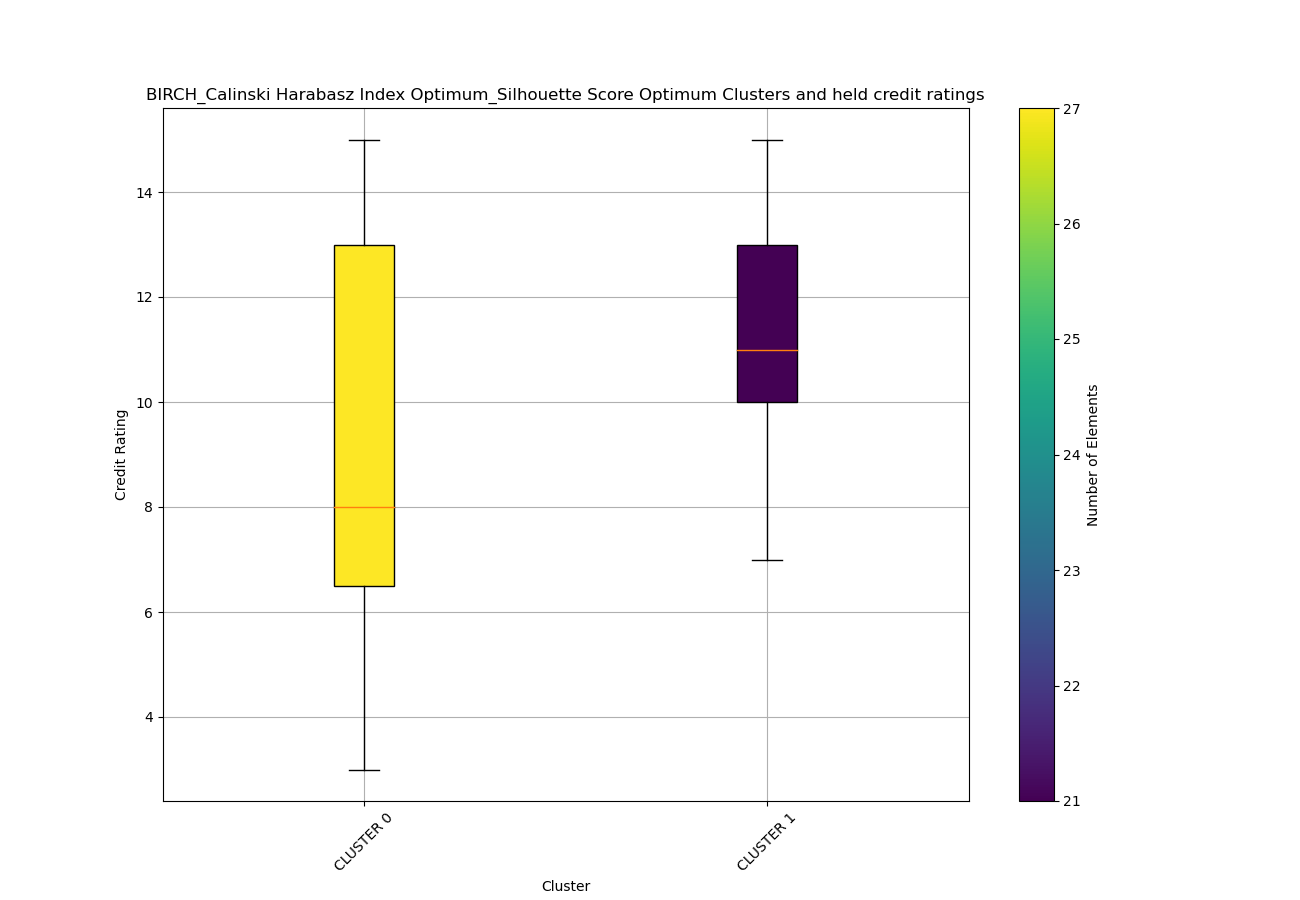 BIRCH_Calinski Harabasz Index Optimum_Silhouette Score Optimum Clusters and held credit ratings
14
12
10
8
6
4
Credit Rating
CLUSTER 0
CLUSTER 1
Cluster
27
26
25
24
23
22
21
Number of Elements